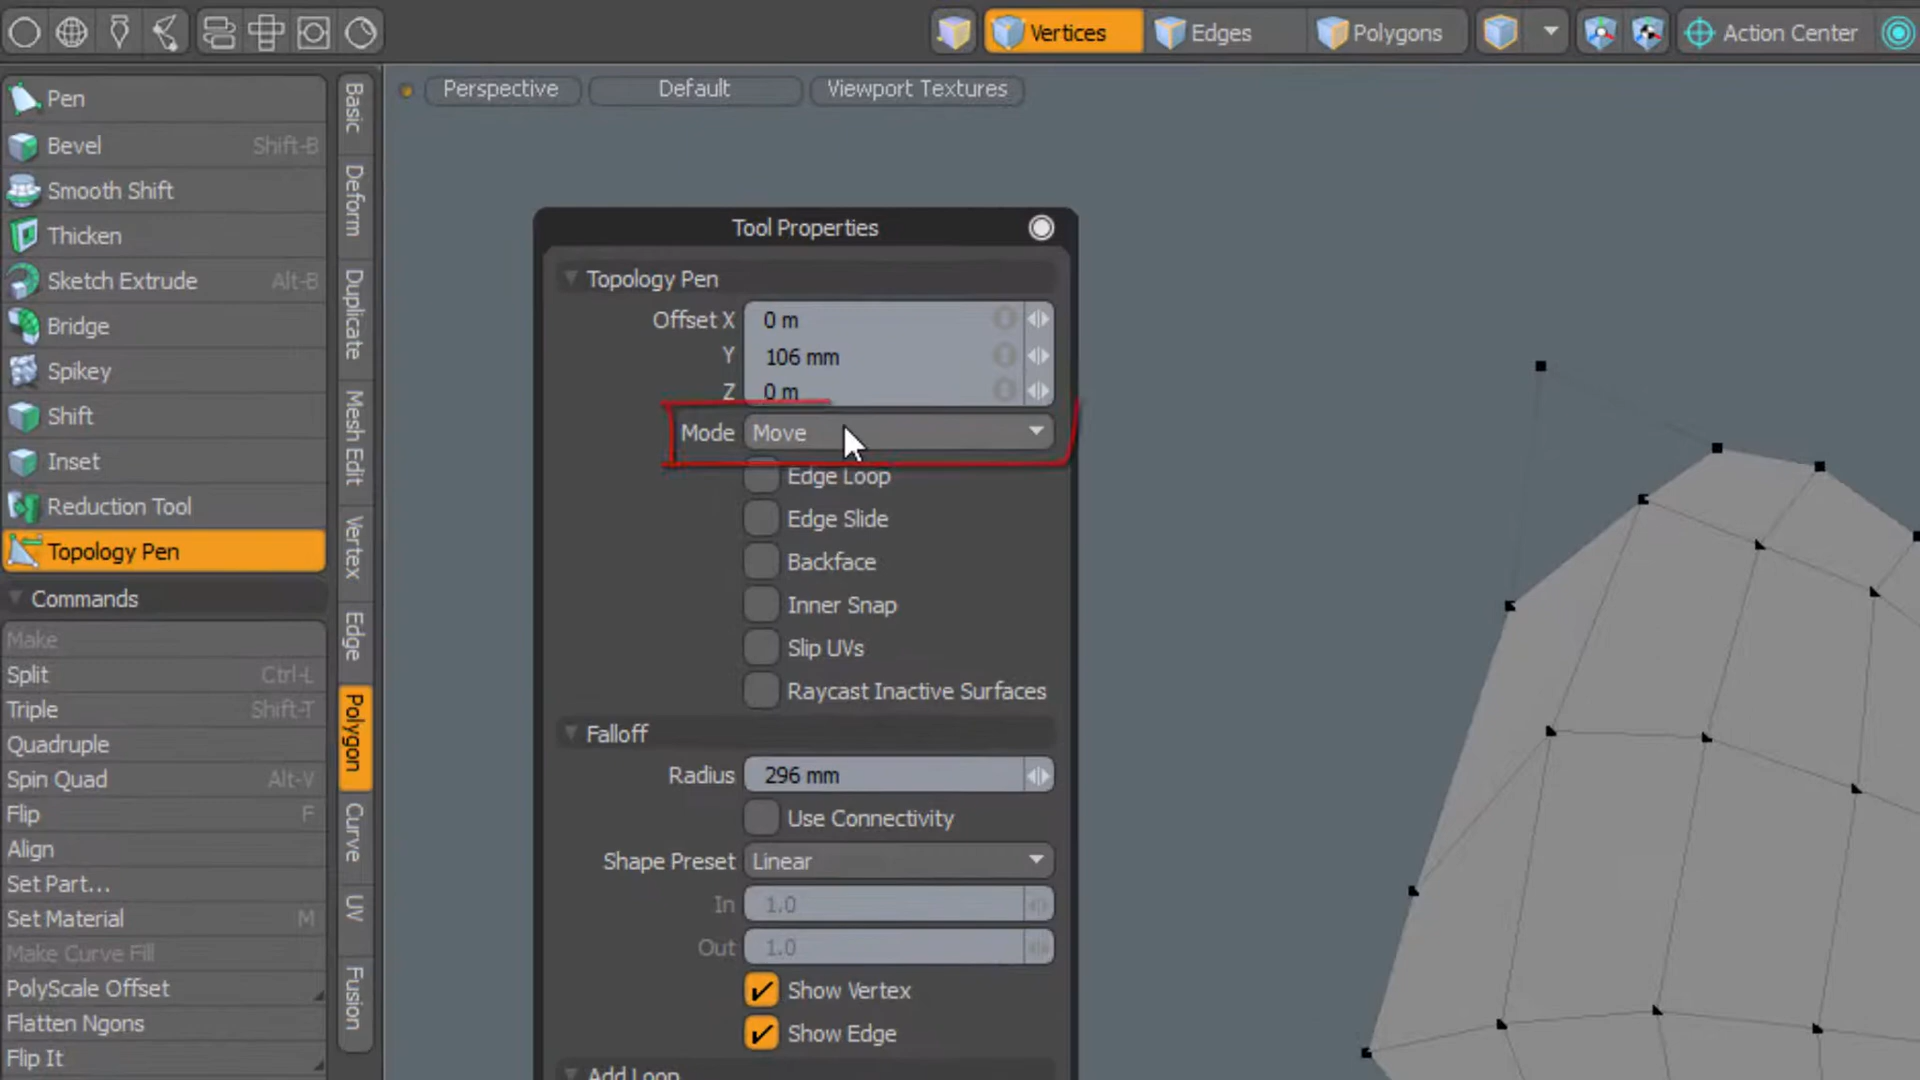 Vertices
Edges
Polygons
Action Center
Pen
Bevel Shift-B
Smooth Shift
Thicken
Sketch Extrude Alt-B
Bridge
Spikey
Shift
Inset
Reduction Tool
Topology Pen
Commands
Make
Split Ctrl-L
Triple Shift-T
Quadruple
Spin Quad Alt-V
Flip F
Align
Set Part...
Set Material M
Make Curve Fill
PolyScale Offset
Flatten Ngons
Flip It
Basic
Deform
Duplicate
Mesh Edit
Vertex
Edge
Polygon
Curve
UV
Fusion
Perspective
Default
Viewport Textures
Tool Properties
Topology Pen
Offset X 0 m
Y 106 mm
Z 0 m
Mode Move
Edge Loop
Edge Slide
Backface
Inner Snap
Slip UVs
Raycast Inactive Surfaces
Falloff
Radius 296 mm
Use Connectivity
Shape Preset Linear
In 1.0
Out 1.0
Show Vertex
Show Edge
Add Loop